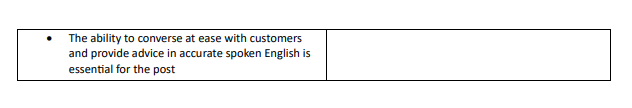 • The ability to converse at ease with customers
and provide advice in accurate spoken English is
essential for the post